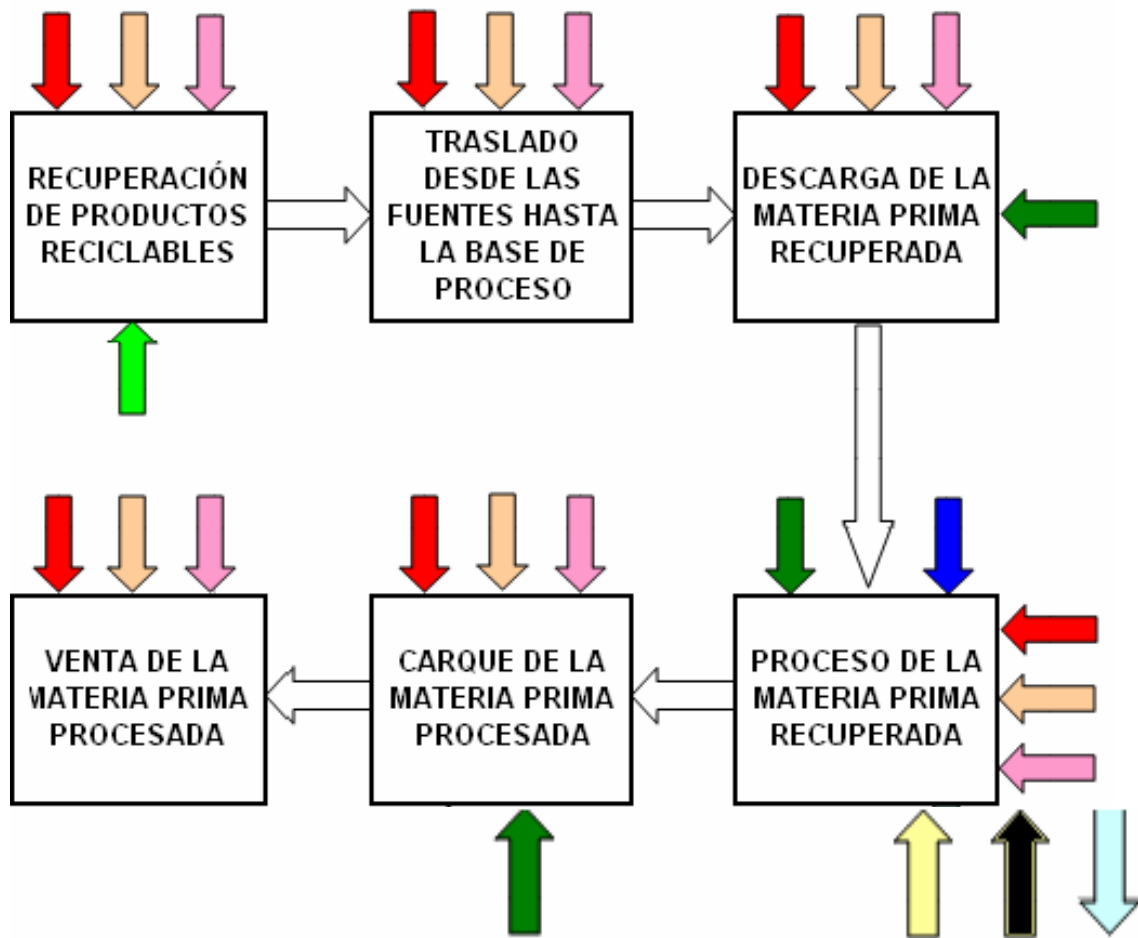 RECUPERACIÓN
DE PRODUCTOS
RECICLABLES
TRASLADO
DESDE LAS
FUENTES HASTA
LA BASE DE
PROCESO
DESCARGA DE LA
MATERIA PRIMA
RECUPERADA
VENTA DE LA
MATERIA PRIMA
PROCESADA
CARQUE DE LA
MATERIA PRIMA
PROCESADA
PROCESO DE LA
MATERIA PRIMA
RECUPERADA